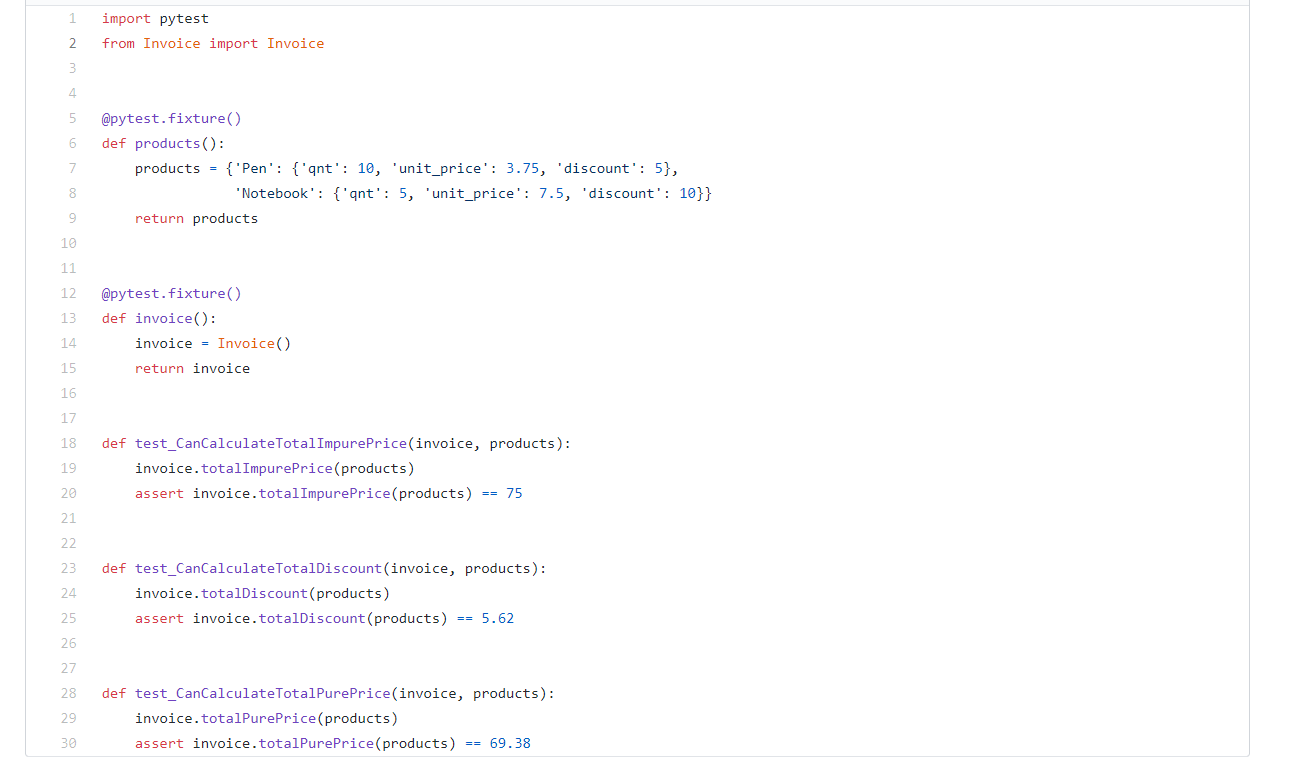 1 import pytest
2 from Invoice import Invoice
3
4
5 @pytest.fixture()
6 def products():
7     products = {'Pen': {'qnt': 10, 'unit_price': 3.75, 'discount': 5},
8                 'Notebook': {'qnt': 5, 'unit_price': 7.5, 'discount': 10}}
9     return products
10
11
12 @pytest.fixture()
13 def invoice():
14     invoice = Invoice()
15     return invoice
16
17
18 def test_CanCalculateTotalImpurePrice(invoice, products):
19     invoice.totalImpurePrice(products)
20     assert invoice.totalImpurePrice(products) == 75
21
22
23 def test_CanCalculateTotalDiscount(invoice, products):
24     invoice.totalDiscount(products)
25     assert invoice.totalDiscount(products) == 5.62
26
27
28 def test_CanCalculateTotalPurePrice(invoice, products):
29     invoice.totalPurePrice(products)
30     assert invoice.totalPurePrice(products) == 69.38